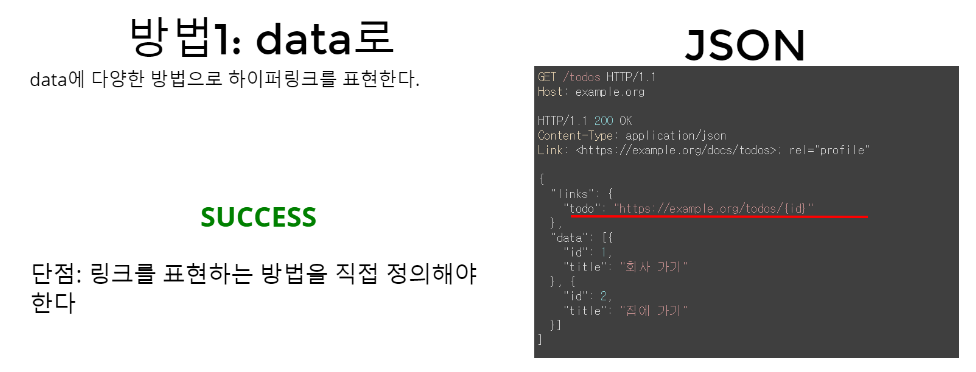 방법1: data로
data에 다양한 방법으로 하이퍼링크를 표현한다.
SUCCESS
단점: 링크를 표현하는 방법을 직접 정의해야
한다
JSON
GET /todos HTTP/1.1
Host: example.org
HTTP/1.1 200 OK
Content-Type: application/json
Link: <https://example.org/docs/todos>; rel="profile"
{
"links": {
"todo": "https://example.org/todos/{id}"
},
"data": [{
"id": 1,
"title": "회사 가기"
}, {
"id": 2,
"title": "집에 가기"
}]
]